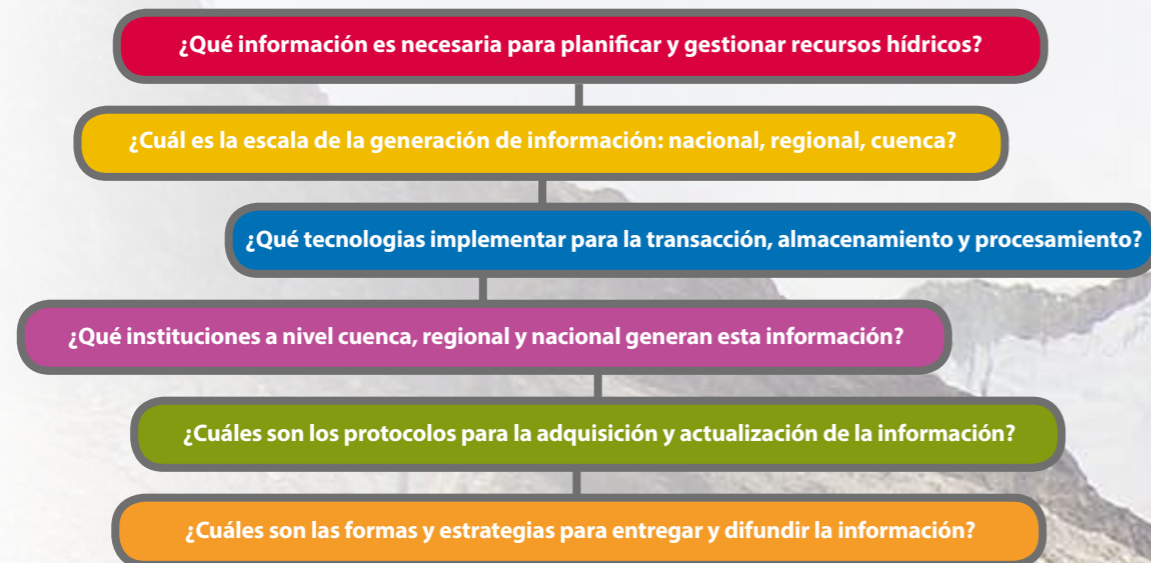 ¿Qué información es necesaria para planificar y gestionar recursos hídricos?
¿Cuál es la escala de la generación de información: nacional, regional, cuenca?
¿Qué tecnologias implementar para la transacción, almacenamiento y procesamiento?
¿Qué instituciones a nivel cuenca, regional y nacional generan esta información?
¿Cuáles son los protocolos para la adquisición y actualización de la información?
¿Cuáles son las formas y estrategias para entregar y difundir la información?